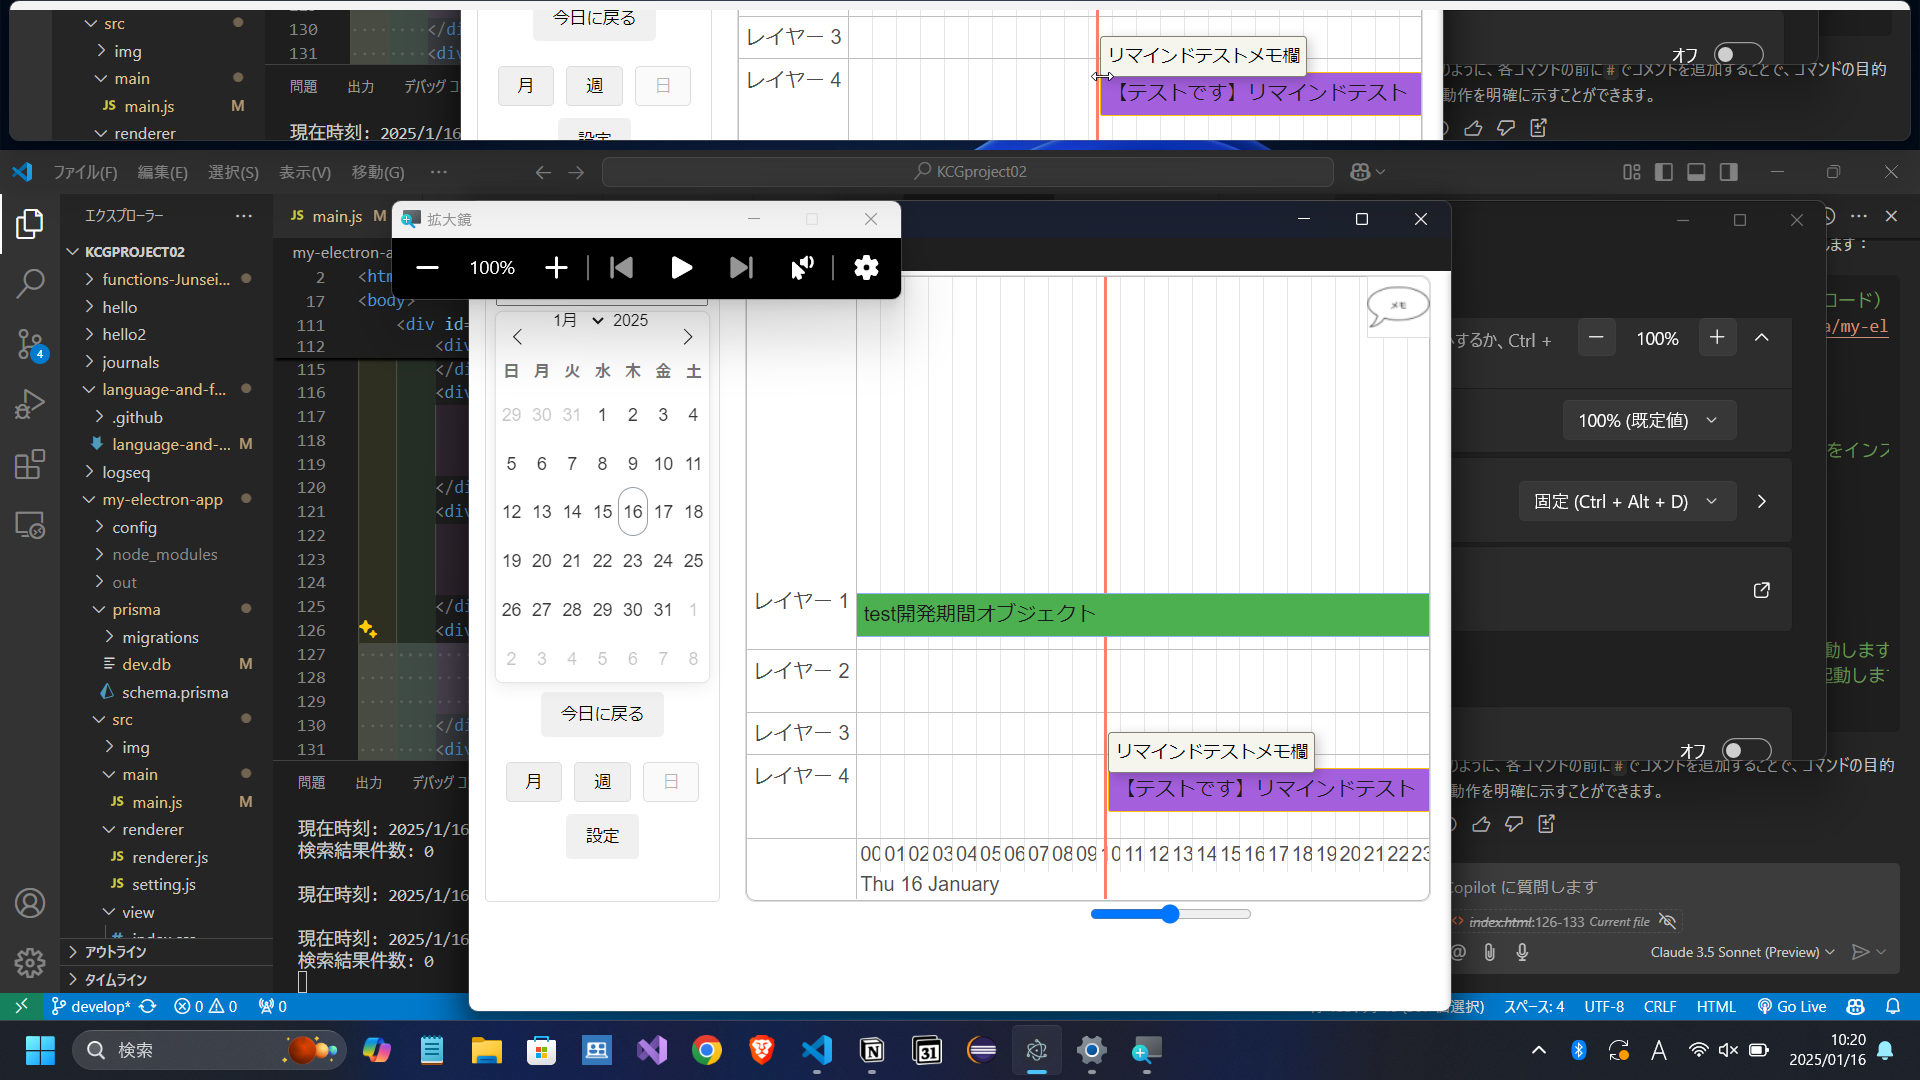 src
img
main
JS main.js M
renderer
130 </di
131 <div
問題 出力 デバッグ
現在時刻: 2025/1/16
今日に戻る
月 週 日
設定
レイヤー 3
レイヤー 4
リマインドテストメモ欄
【テストです】リマインドテスト
オフ
のように、各コマンドの前に#でコメントを追加することで、コマンドの目的
動作を明確に示すことができます。
ファイル(F) 編集(E) 選択(S) 表示(V) 移動(G) ···
KCGproject02
エクスプローラー
KCGPROJECT02
functions-Junsei...
hello
hello2
journals
language-and-f...
.github
language-and-... M
logseq
my-electron-app
config
node_modules
out
prisma
migrations
dev.db M
schema.prisma
src
img
main
JS main.js M
renderer
JS renderer.js
JS setting.js
view
アウトライン
タイムライン
4
JS main.js M
my-electron-a
2 <htm
17 <body>
111 <div id=
112 <div
115 </di
116 <div
117
118
119
120 </di
121 <div
122
123
124
125 </di
126 <div
127
128
129
130 </di
131 <div
問題 出力 デバッグ コ
現在時刻: 2025/1/16
検索結果件数: 0
現在時刻: 2025/1/16
現在時刻: 2025/1/16
検索結果件数: 0
拡大鏡
100%
1月 2025
日 月 火 水 木 金 土
29 30 31 1 2 3 4
5 6 7 8 9 10 11
12 13 14 15 16 17 18
19 20 21 22 23 24 25
26 27 28 29 30 31 1
2 3 4 5 6 7 8
今日に戻る
月 週 日
設定
メモ
レイヤー 1
test開発期間オブジェクト
レイヤー 2
レイヤー 3
リマインドテストメモ欄
レイヤー 4
【テストです】リマインドテスト
00 01 02 03 04 05 06 07 08 09 10 11 12 13 14 15 16 17 18 19 20 21 22 23
Thu 16 January
します：
コード）
a/my-el
するか、Ctrl +
100%
100% (既定値)
をインス
固定 (Ctrl + Alt + D)
動します
起動しま
オフ
のように、各コマンドの前に#でコメントを追加することで、コマンドの目的
動作を明確に示すことができます。
Copilot に質問します
index.html:126-133 Current file
Claude 3.5 Sonnet (Preview)
develop* 0 0 0
選択) スペース: 4 UTF-8 CRLF HTML Go Live
検索
31
A
10:20
2025/01/16